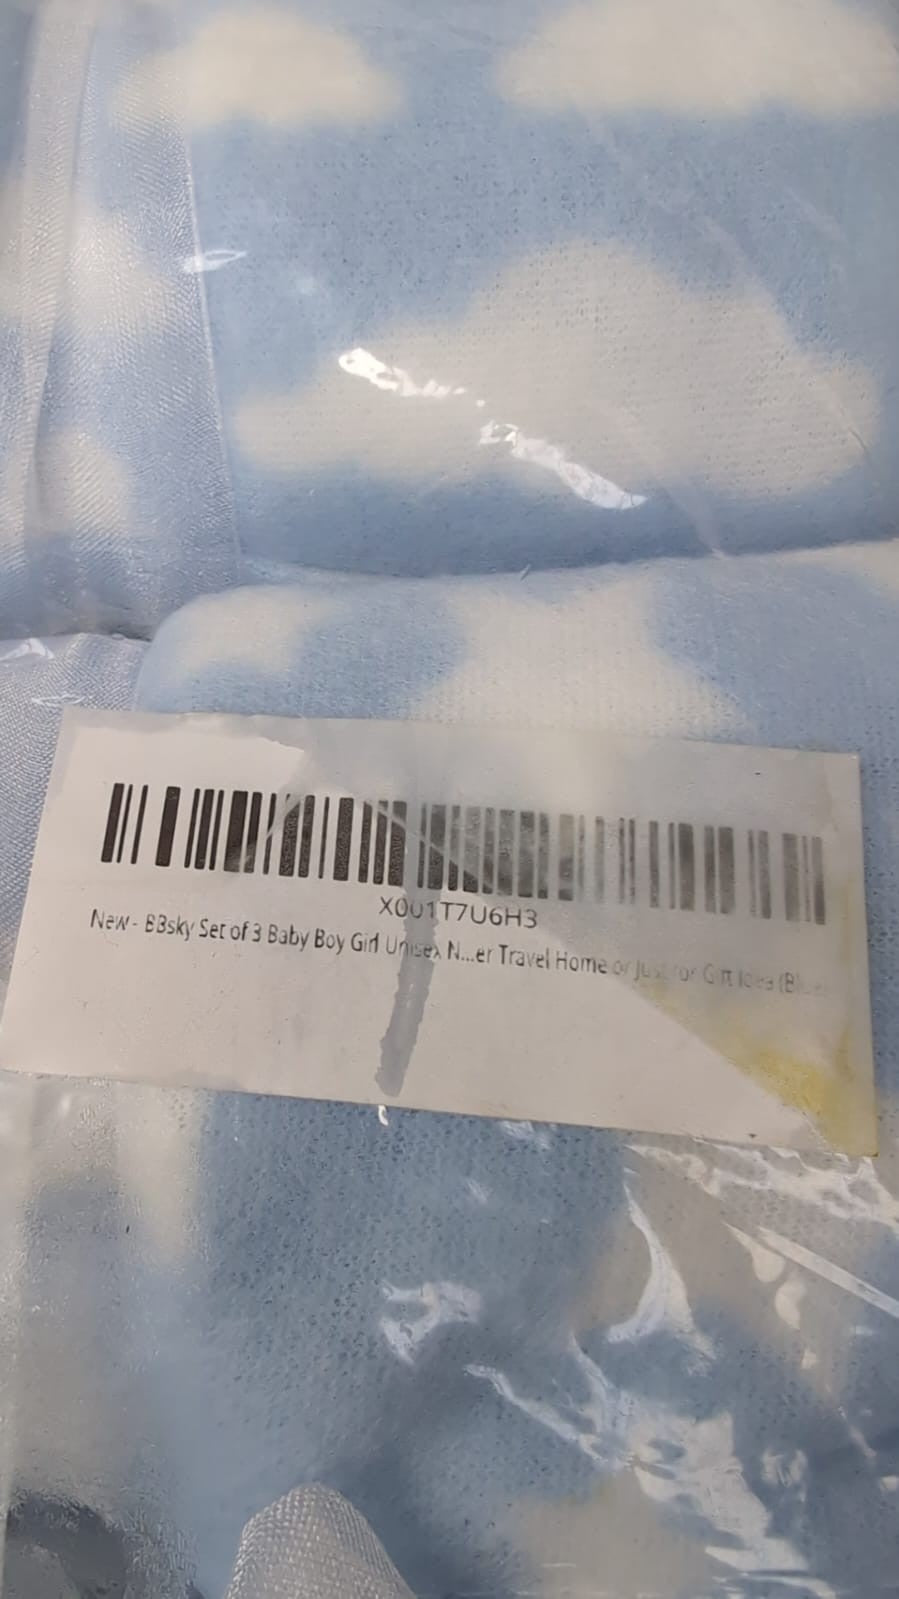 X001T7U6H3
New - BBsky Set of 3 Baby Boy Girl Unisex N...er Travel Home or Just for Gift Idea (Blue